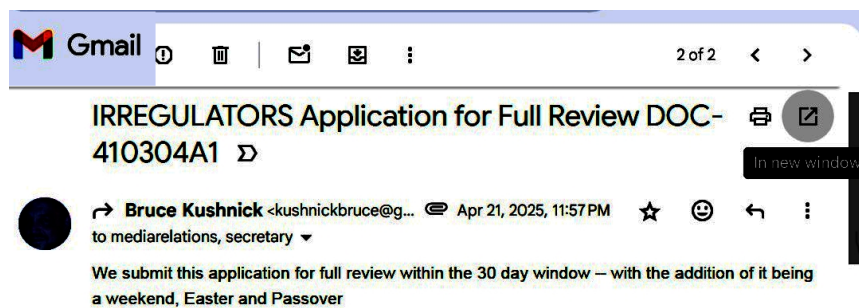 Gmail
2 of 2
IRREGULATORS Application for Full Review DOC-
410304A1
In new window
Bruce Kushnick <kushnickbruce@g... Apr 21, 2025, 11:57 PM
to mediarelations, secretary
We submit this application for full review within the 30 day window – with the addition of it being
a weekend, Easter and Passover